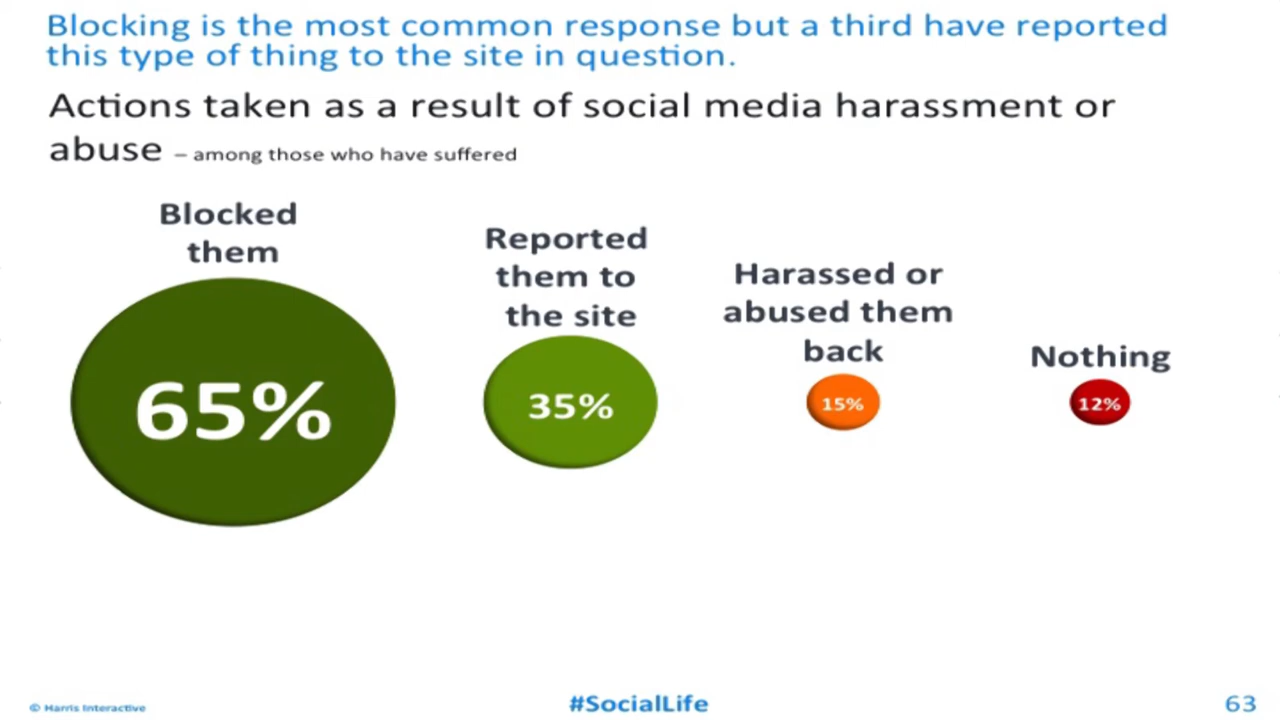 Blocking is the most common response but a third have reported
this type of thing to the site in question.
Actions taken as a result of social media harassment or
abuse – among those who have suffered
Blocked
them
65%
Reported
them to
the site
35%
Harassed or
abused them
back
15%
Nothing
12%
© Harris Interactive
#SocialLife
63